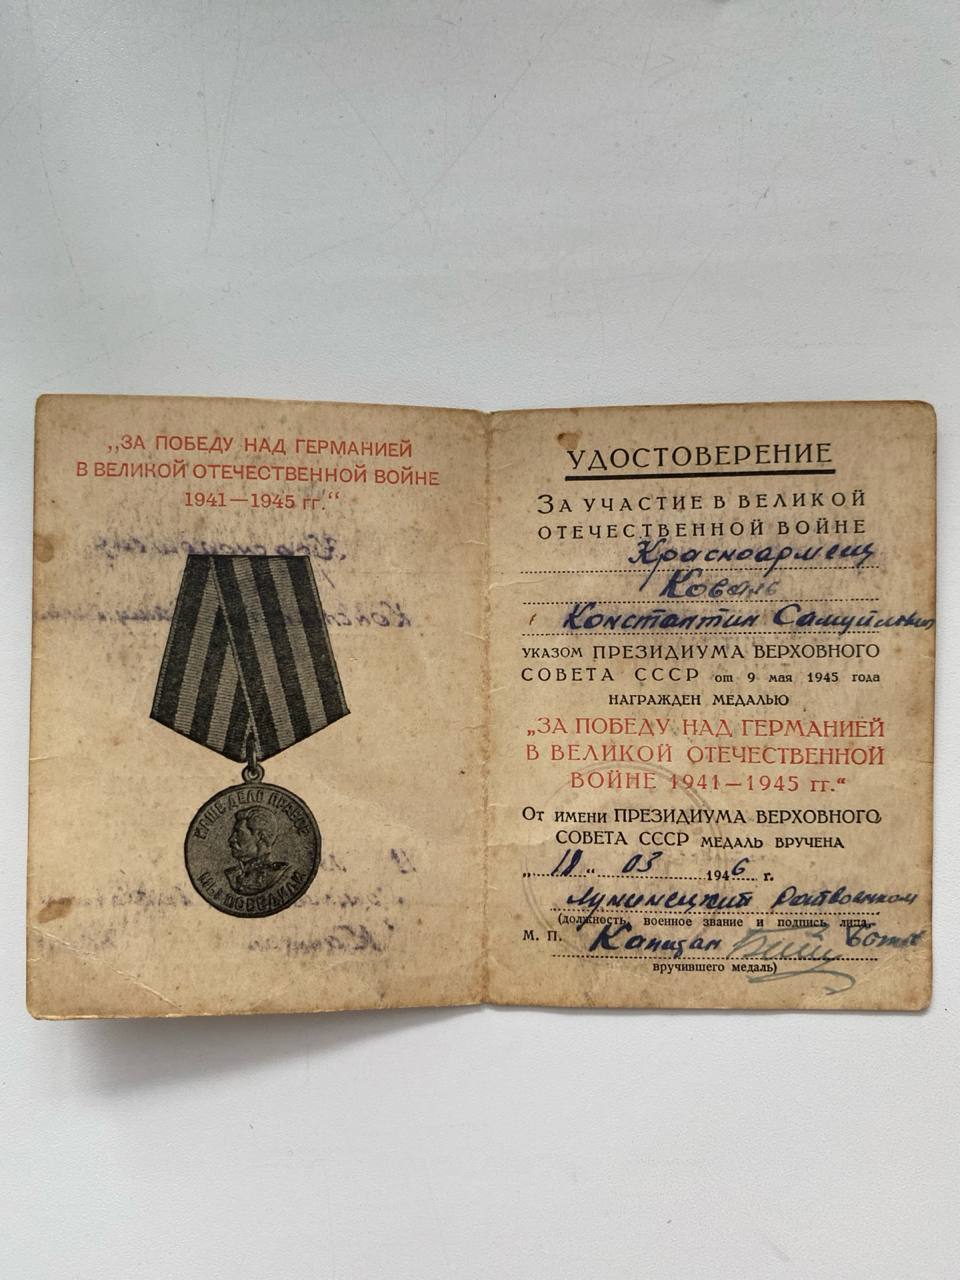 „ЗА ПОБЕДУ НАД ГЕРМАНИЕЙ
В ВЕЛИКОЙ ОТЕЧЕСТВЕННОЙ ВОЙНЕ
1941—1945 гг.“
НАШЕ ДЕЛО ПРАВОЕ
МЫ ПОБЕДИЛИ
УДОСТОВЕРЕНИЕ
ЗА УЧАСТИЕ В ВЕЛИКОЙ
ОТЕЧЕСТВЕННОЙ ВОЙНЕ
Красноармеец
Коваль
Константин Самуйлович
УКАЗОМ ПРЕЗИДИУМА ВЕРХОВНОГО
СОВЕТА СССР от 9 мая 1945 года
НАГРАЖДЕН МЕДАЛЬЮ
„ЗА ПОБЕДУ НАД ГЕРМАНИЕЙ
В ВЕЛИКОЙ ОТЕЧЕСТВЕННОЙ
ВОЙНЕ 1941—1945 гг.“
ОТ ИМЕНИ ПРЕЗИДИУМА ВЕРХОВНОГО
СОВЕТА СССР МЕДАЛЬ ВРУЧЕНА
„18“ 03 1946 г.
Лунинецкий Райвоенком
(должность, военное звание и подпись лица,
М. П. Капитан
вручившего медаль)